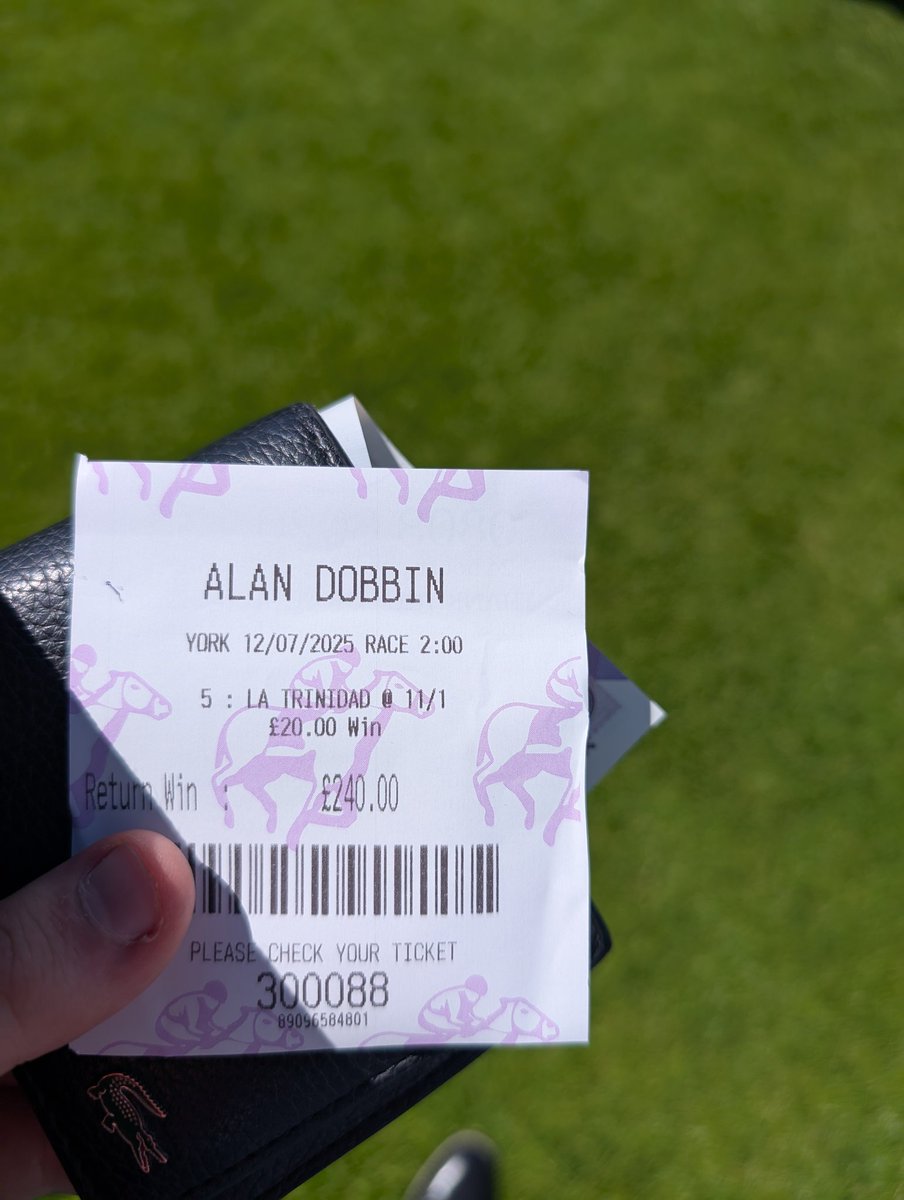 ALAN DOBBIN
YORK 12/07/2025 RACE 2:00
5 : LA TRINIDAD @ 11/1
£20.00 Win
Return Win : £240.00
PLEASE CHECK YOUR TICKET
300088
89096584801